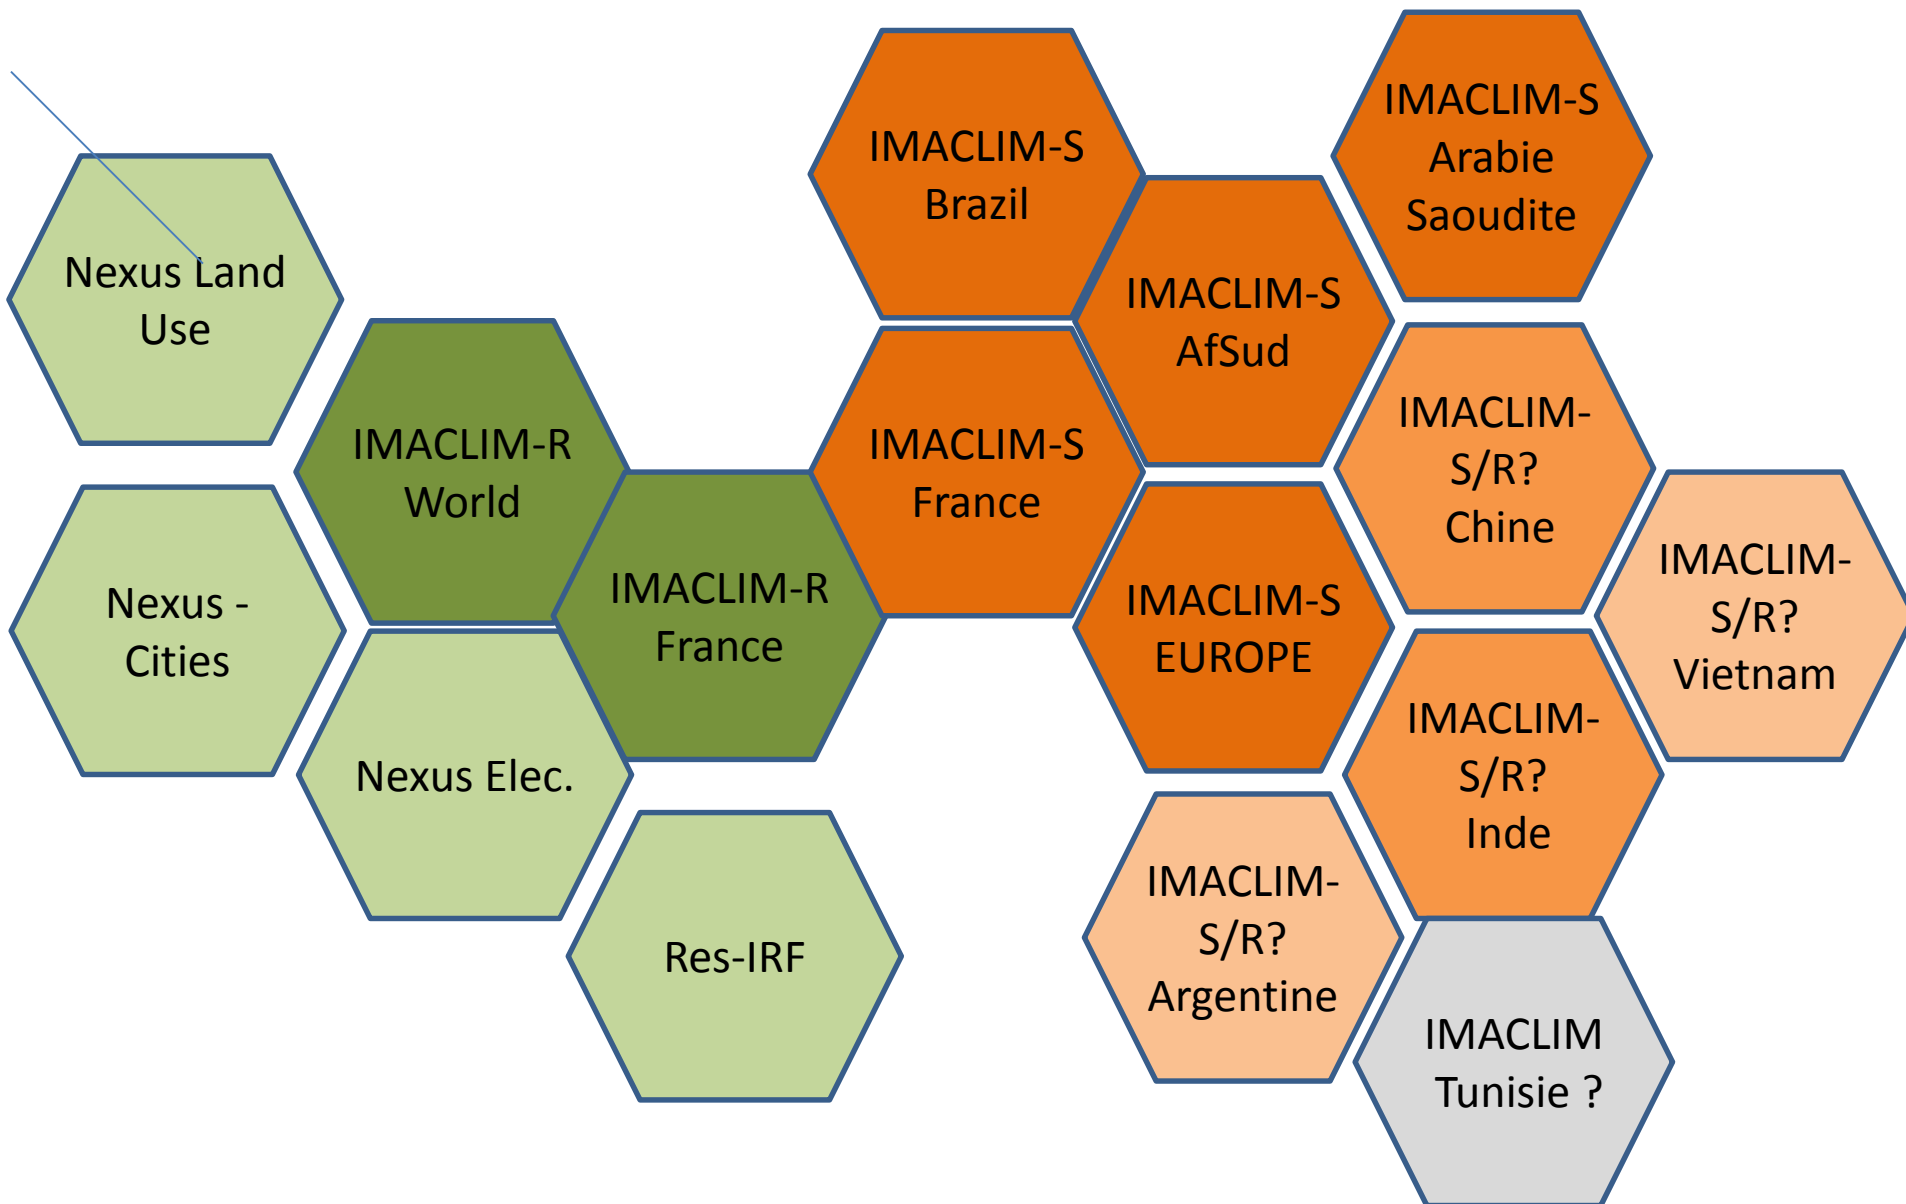 Nexus Land
Use
Nexus -
Cities
IMACLIM-R
World
Nexus Elec.
IMACLIM-R
France
Res-IRF
IMACLIM-S
Brazil
IMACLIM-S
France
IMACLIM-S
AfSud
IMACLIM-S
EUROPE
IMACLIM-S
Arabie
Saoudite
IMACLIM-
S/R?
Chine
IMACLIM-
S/R?
Vietnam
IMACLIM-
S/R?
Inde
IMACLIM-
S/R?
Argentine
IMACLIM
Tunisie ?